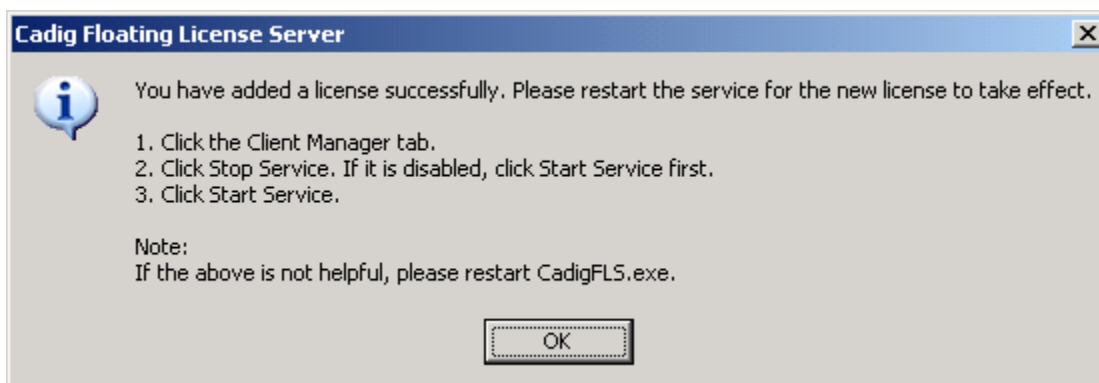 Cadig Floating License Server
You have added a license successfully. Please restart the service for the new license to take effect.
1. Click the Client Manager tab.
2. Click Stop Service. If it is disabled, click Start Service first.
3. Click Start Service.
Note:
If the above is not helpful, please restart CadigFLS.exe.
OK